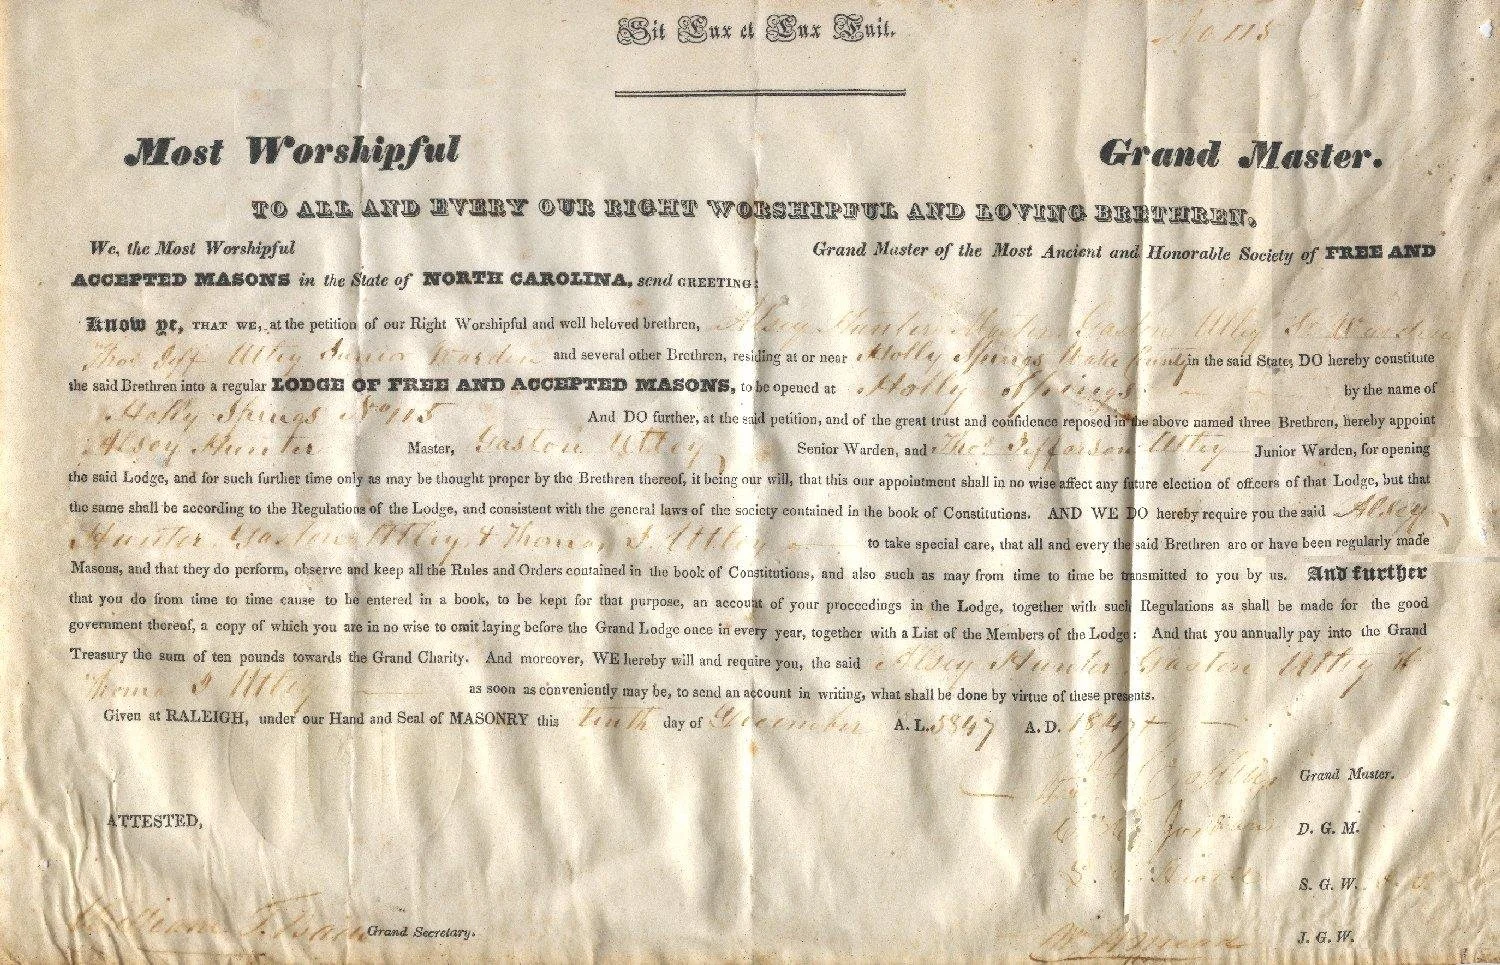 Sit Lux et Lux Fuit.
No 115
Most Worshipful Grand Master.
TO ALL AND EVERY OUR RIGHT WORSHIPFUL AND LOVING BRETHREN,
We, the Most Worshipful Grand Master of the Most Ancient and Honorable Society of FREE AND
ACCEPTED MASONS in the State of NORTH CAROLINA, send GREETING:
Know ye, THAT WE, at the petition of our Right Worshipful and well beloved brethren, Alsey Hunter Gaston Utley Sr Warden
Thos Jeff Utley Junior Warden and several other Brethren, residing at or near Holly Springs Wake County in the said State, DO hereby constitute
the said Brethren into a regular LODGE OF FREE AND ACCEPTED MASONS, to be opened at Holly Springs by the name of
Holly Springs No 115 And DO further, at the said petition, and of the great trust and confidence reposed in the above named three Brethren, hereby appoint
Alsey Hunter Master, Gaston Utley Senior Warden, and Thos Jefferson Utley Junior Warden, for opening
the said Lodge, and for such further time only as may be thought proper by the Brethren thereof, it being our will, that this our appointment shall in no wise affect any future election of officers of that Lodge, but that
the same shall be according to the Regulations of the Lodge, and consistent with the general laws of the society contained in the book of Constitutions. AND WE DO hereby require you the said Alsey
Hunter Gaston Utley & Thomas J Uttley to take special care, that all and every the said Brethren are or have been regularly made
Masons, and that they do perform, observe and keep all the Rules and Orders contained in the book of Constitutions, and also such as may from time to time be transmitted to you by us. And further
that you do from time to time cause to be entered in a book, to be kept for that purpose, an account of your proceedings in the Lodge, together with such Regulations as shall be made for the good
government thereof, a copy of which you are in no wise to omit laying before the Grand Lodge once in every year, together with a List of the Members of the Lodge: And that you annually pay into the Grand
Treasury the sum of ten pounds towards the Grand Charity. And moreover, WE hereby will and require you, the said Alsey Hunter Gaston Utley &
Thomas J Utley as soon as conveniently may be, to send an account in writing, what shall be done by virtue of these presents.
Given at RALEIGH, under our Hand and Seal of MASONRY this tenth day of December A. L. 5847 A. D. 1847
Grand Master.
ATTESTED,
D. G. M.
S. G. W.
William T. Bain Grand Secretary.
J. G. W.